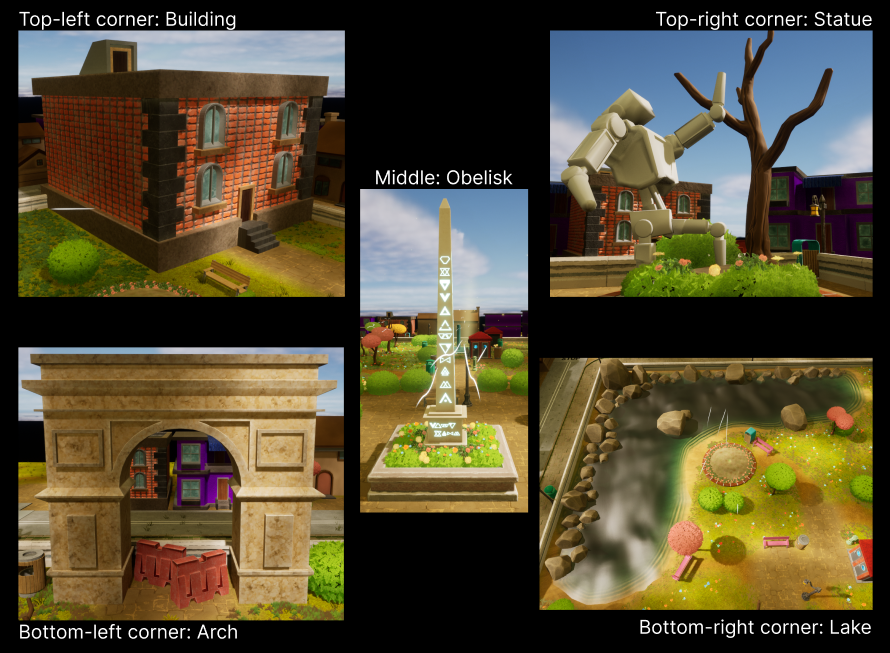 Top-left corner: Building
Top-right corner: Statue
Middle: Obelisk
Bottom-left corner: Arch
Bottom-right corner: Lake